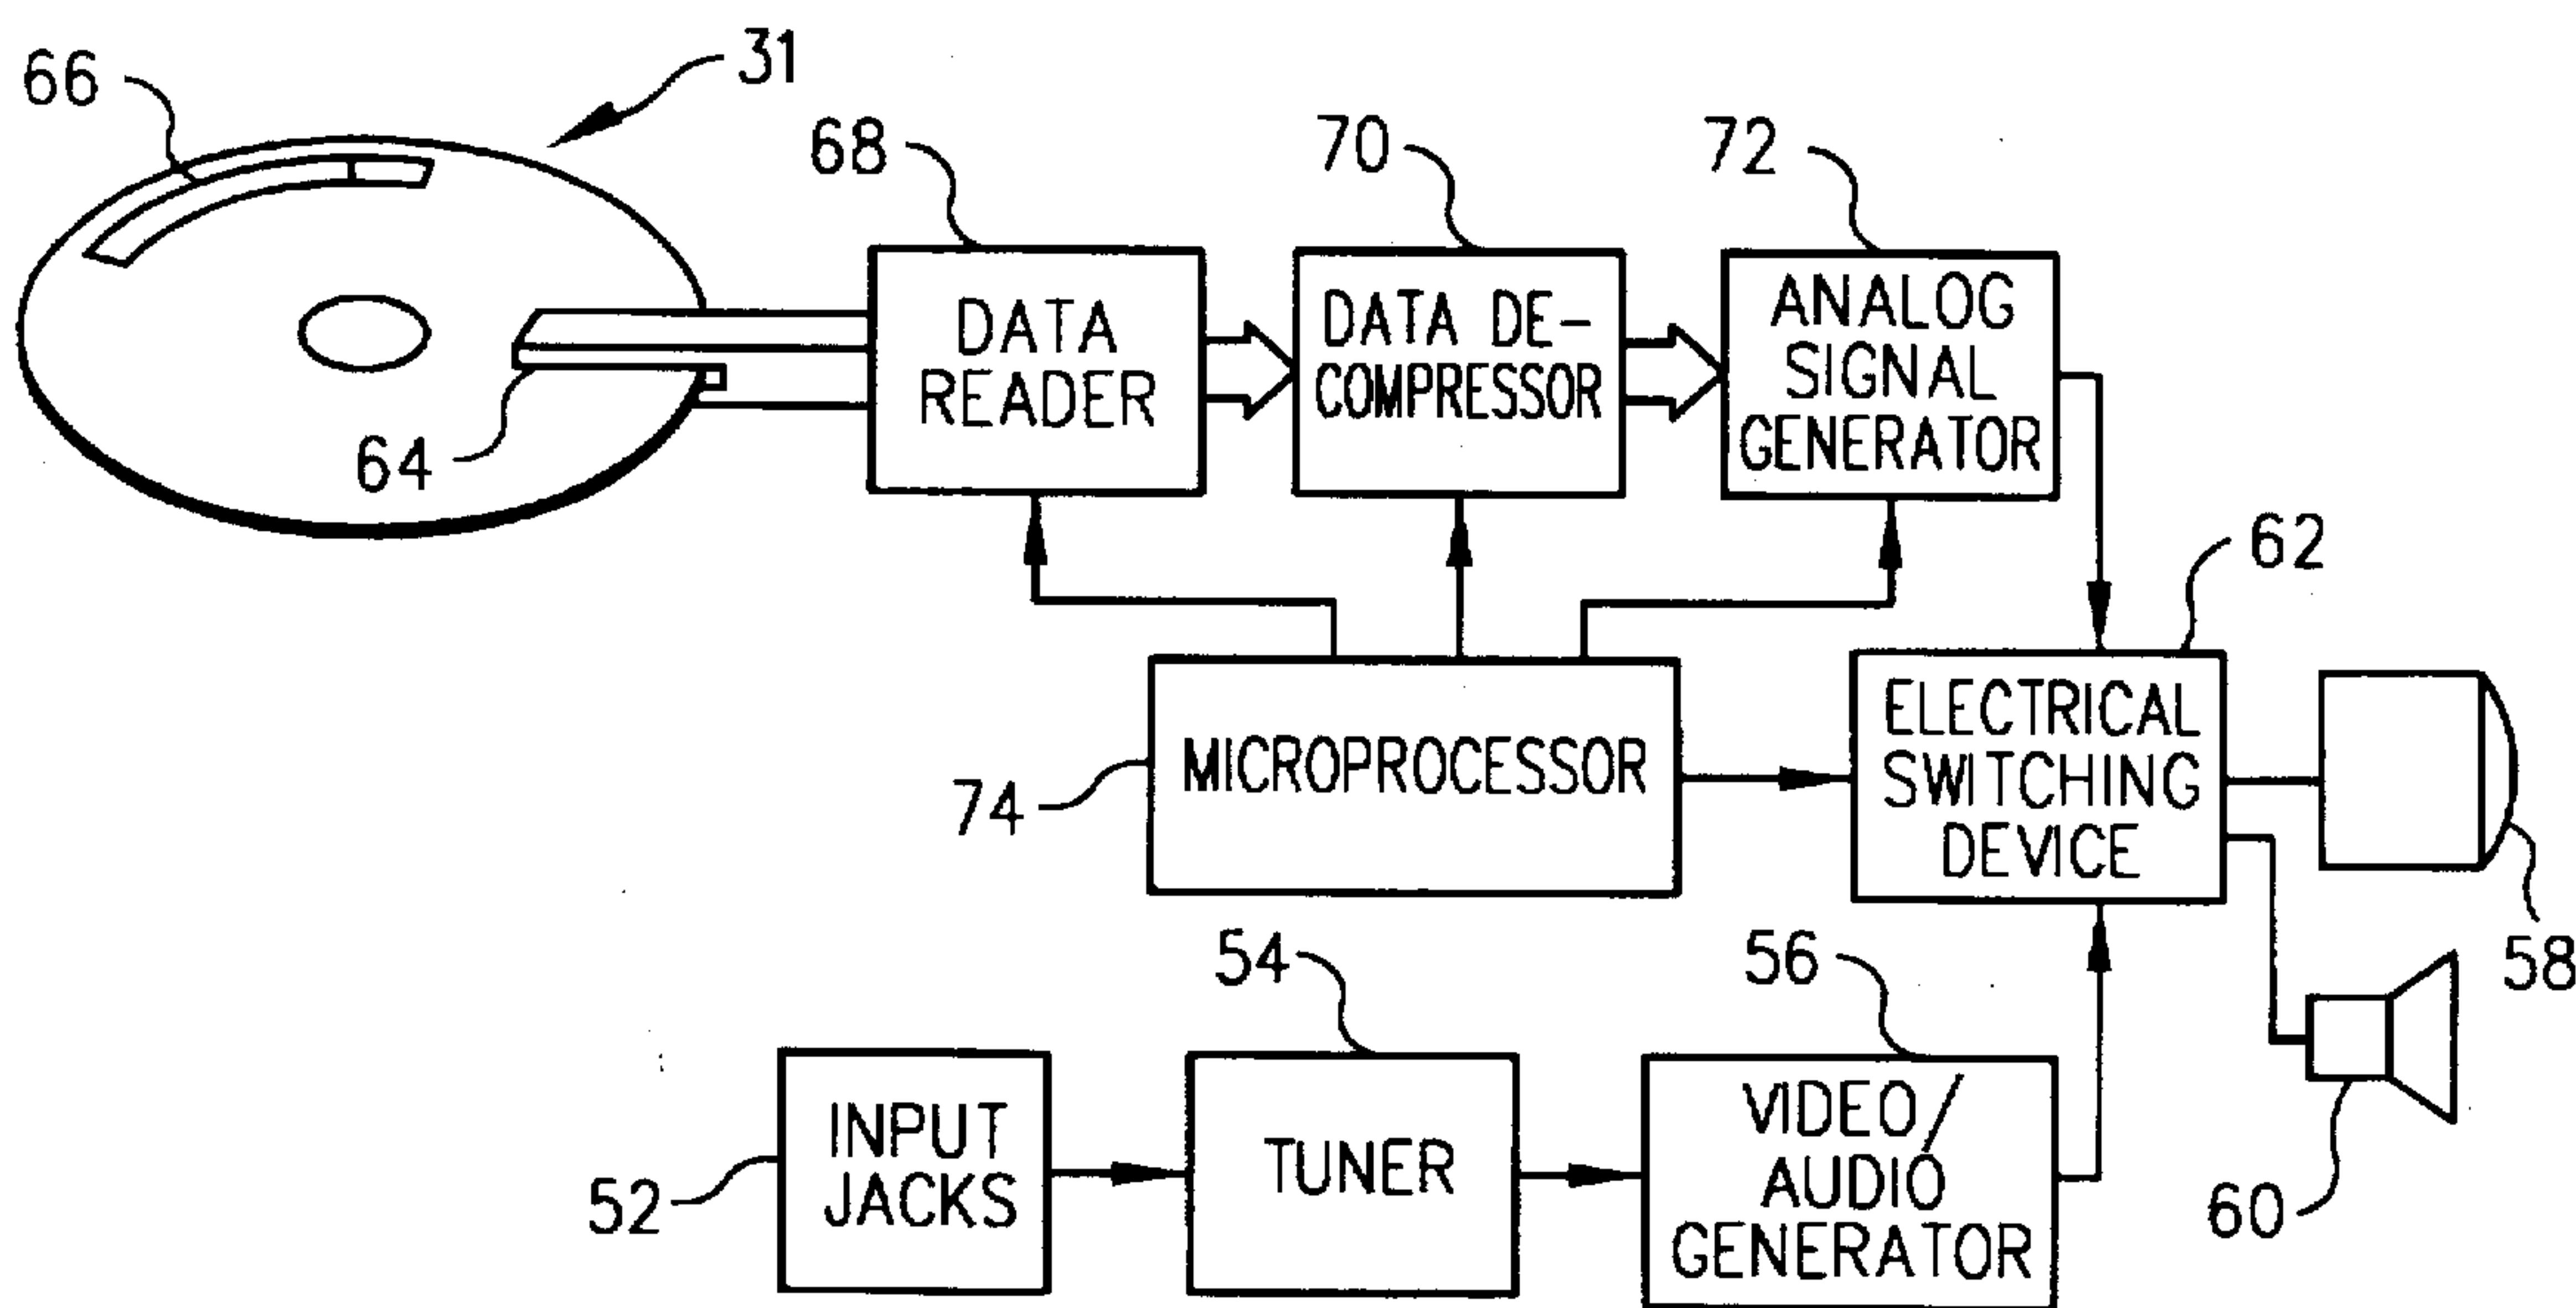 31
66
68
70
72
DATA
READER
DATA DE-
COMPRESSOR
ANALOG
SIGNAL
GENERATOR
64
62
MICROPROCESSOR
74
ELECTRICAL
SWITCHING
DEVICE
58
54
56
INPUT
JACKS
52
TUNER
VIDEO/
AUDIO
GENERATOR
60